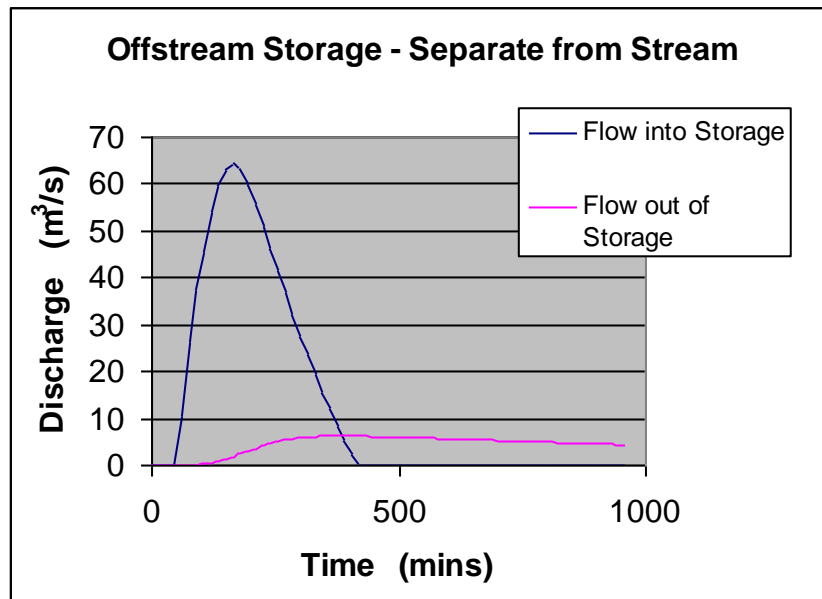 Offstream Storage - Separate from Stream
Flow into Storage
Flow out of
Storage
Discharge (m³/s)
70
60
50
40
30
20
10
0
0
500
1000
Time (mins)